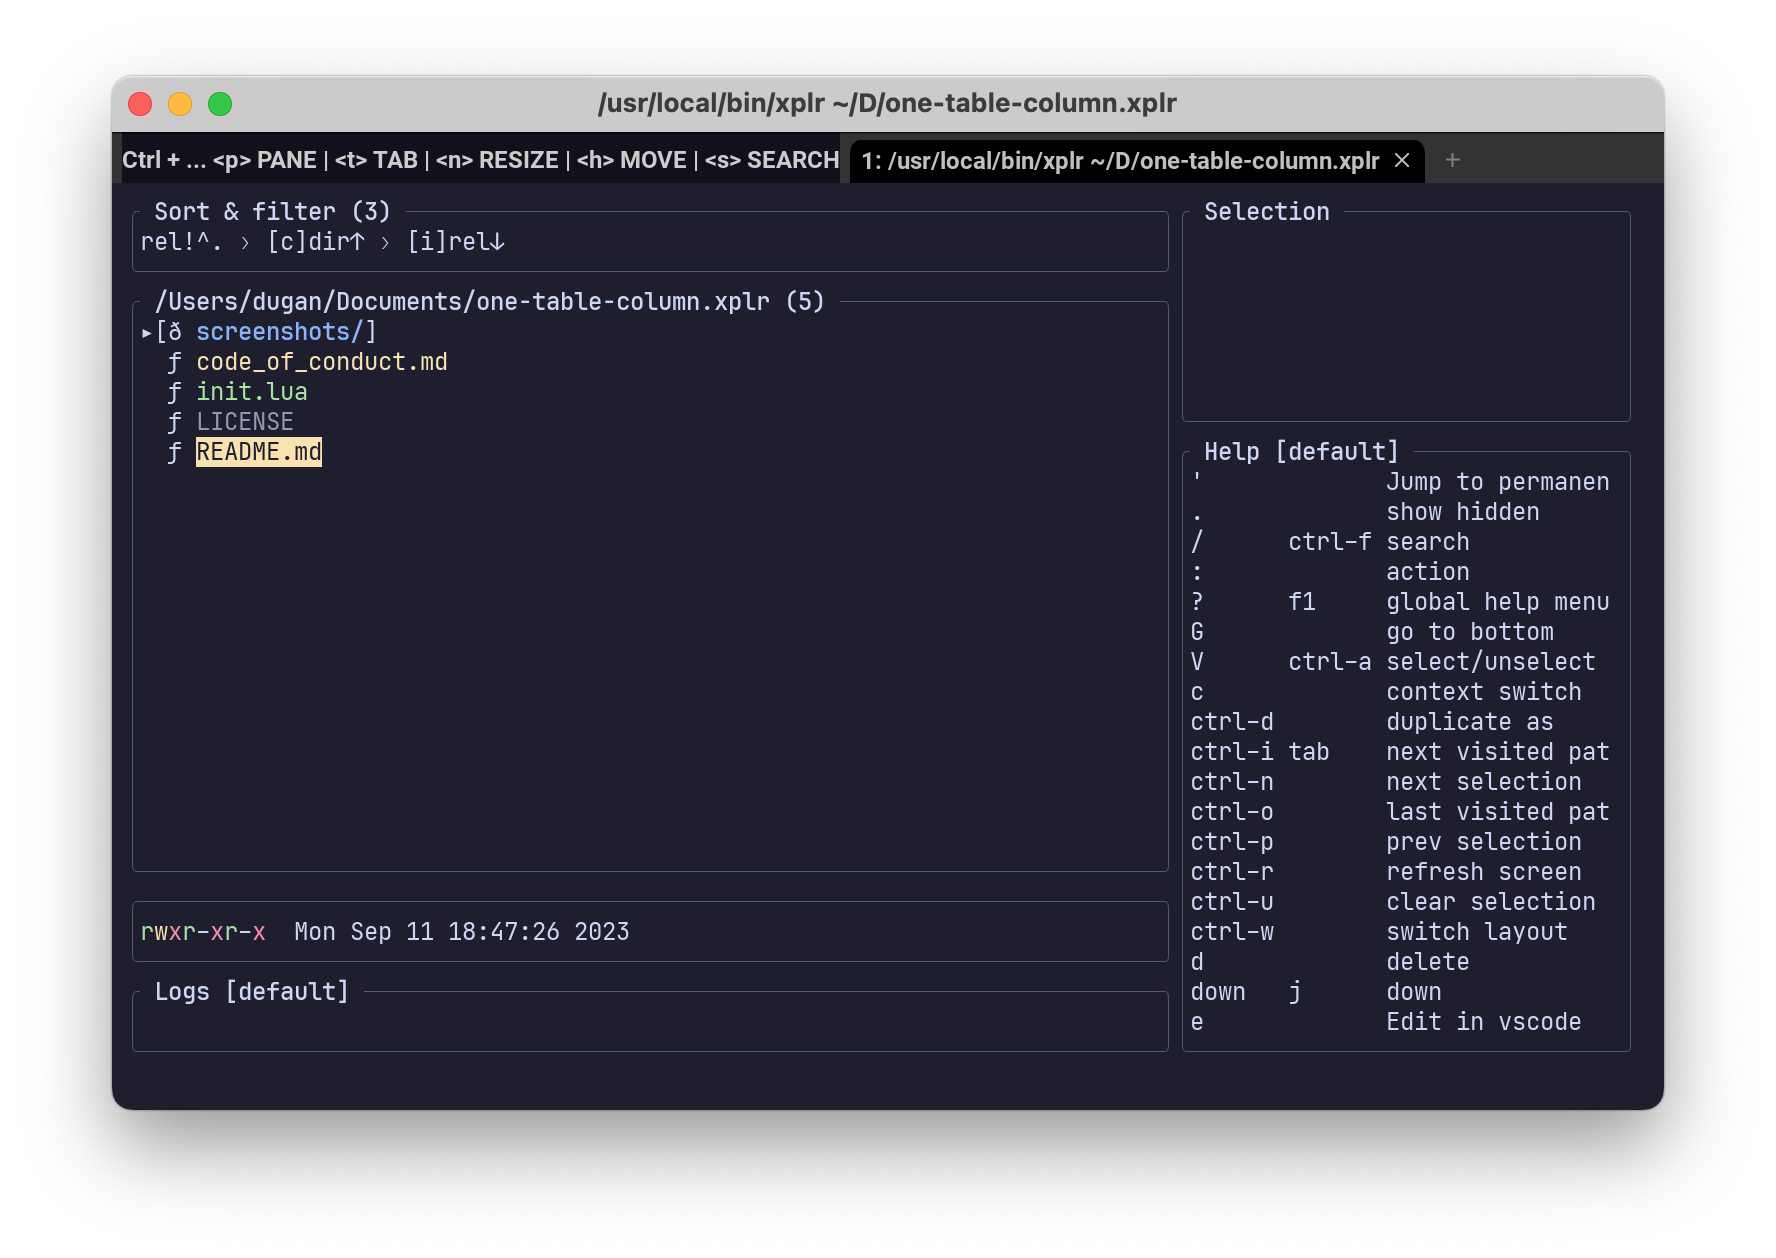 /usr/local/bin/xplr ~/D/one-table-column.xplr
Ctrl + ... <p> PANE | <t> TAB | <n> RESIZE | <h> MOVE | <s> SEARCH
1: /usr/local/bin/xplr ~/D/one-table-column.xplr × +
Sort & filter (3)
rel!^. › [c]dir↑ › [i]rel↓
/Users/dugan/Documents/one-table-column.xplr (5)
▸[ð screenshots/]
ƒ code_of_conduct.md
ƒ init.lua
ƒ LICENSE
ƒ README.md
rwxr-xr-x  Mon Sep 11 18:47:26 2023
Logs [default]
Selection
Help [default]
' Jump to permanen
. show hidden
/ ctrl-f search
: action
? f1 global help menu
G go to bottom
V ctrl-a select/unselect
c context switch
ctrl-d duplicate as
ctrl-i tab next visited pat
ctrl-n next selection
ctrl-o last visited pat
ctrl-p prev selection
ctrl-r refresh screen
ctrl-u clear selection
ctrl-w switch layout
d delete
down j down
e Edit in vscode